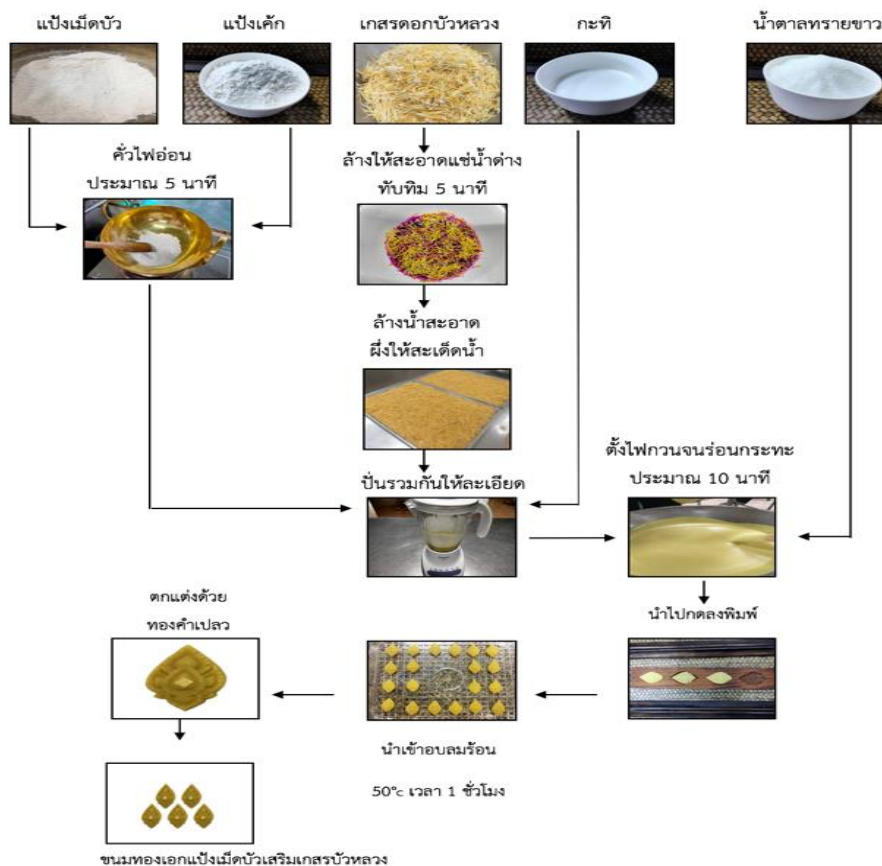 แป้งเม็ดบัว
แป้งเค้ก
เกสรดอกบัวหลวง
กะทิ
น้ำตาลทรายขาว
คั่วไฟอ่อน
ประมาณ 5 นาที
ล้างให้สะอาดแช่น้ำด่าง
ทับทิม 5 นาที
ล้างน้ำสะอาด
ผึ่งให้สะเด็ดน้ำ
ปั่นรวมกันให้ละเอียด
ตั้งไฟกวนจนร่อนกระทะ
ประมาณ 10 นาที
นำไปกดลงพิมพ์
นำเข้าอบลมร้อน
50°c เวลา 1 ชั่วโมง
ตกแต่งด้วย
ทองคำเปลว
ขนมทองเอกแป้งเม็ดบัวเสริมเกสรบัวหลวง